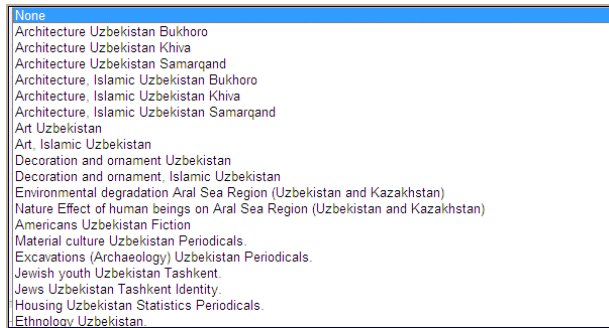 None
Architecture Uzbekistan Bukhoro
Architecture Uzbekistan Khiva
Architecture Uzbekistan Samarqand
Architecture, Islamic Uzbekistan Bukhoro
Architecture, Islamic Uzbekistan Khiva
Architecture, Islamic Uzbekistan Samarqand
Art Uzbekistan
Art, Islamic Uzbekistan
Decoration and ornament Uzbekistan
Decoration and ornament, Islamic Uzbekistan
Environmental degradation Aral Sea Region (Uzbekistan and Kazakhstan)
Nature Effect of human beings on Aral Sea Region (Uzbekistan and Kazakhstan)
Americans Uzbekistan Fiction
Material culture Uzbekistan Periodicals.
Excavations (Archaeology) Uzbekistan Periodicals.
Jewish youth Uzbekistan Tashkent.
Jews Uzbekistan Tashkent Identity.
Housing Uzbekistan Statistics Periodicals.
Ethnology Uzbekistan.